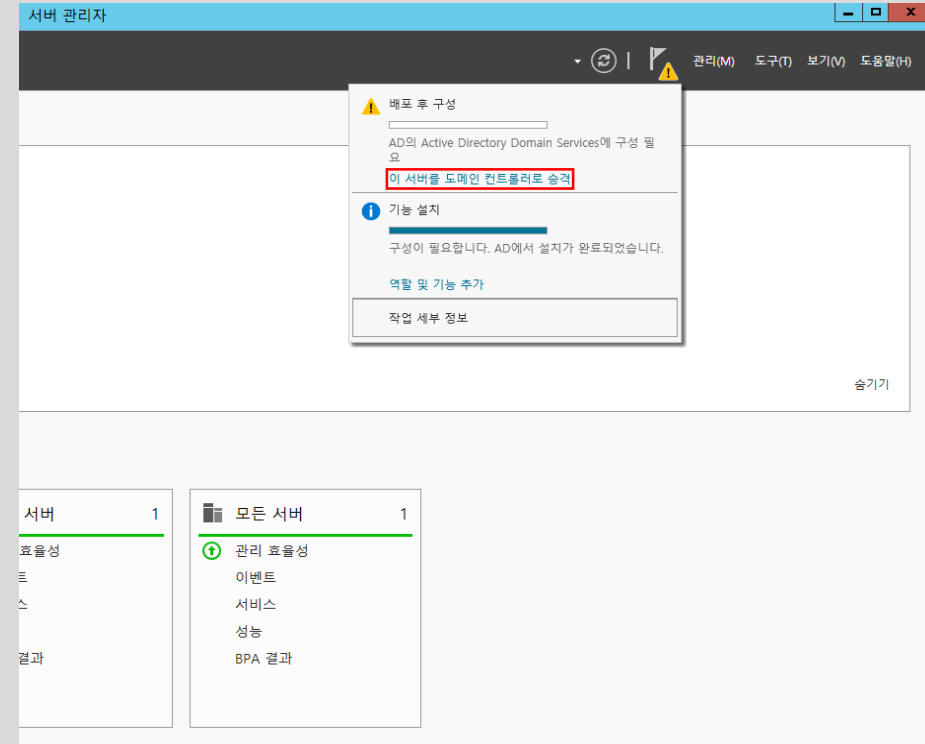 서버 관리자
관리(M) 도구(T) 보기(V) 도움말(H)
배포 후 구성
AD의 Active Directory Domain Services에 구성 필
요
이 서버를 도메인 컨트롤러로 승격
기능 설치
구성이 필요합니다. AD에서 설치가 완료되었습니다.
역할 및 기능 추가
작업 세부 정보
숨기기
서버 1
효율성
트
스
결과
모든 서버 1
관리 효율성
이벤트
서비스
성능
BPA 결과